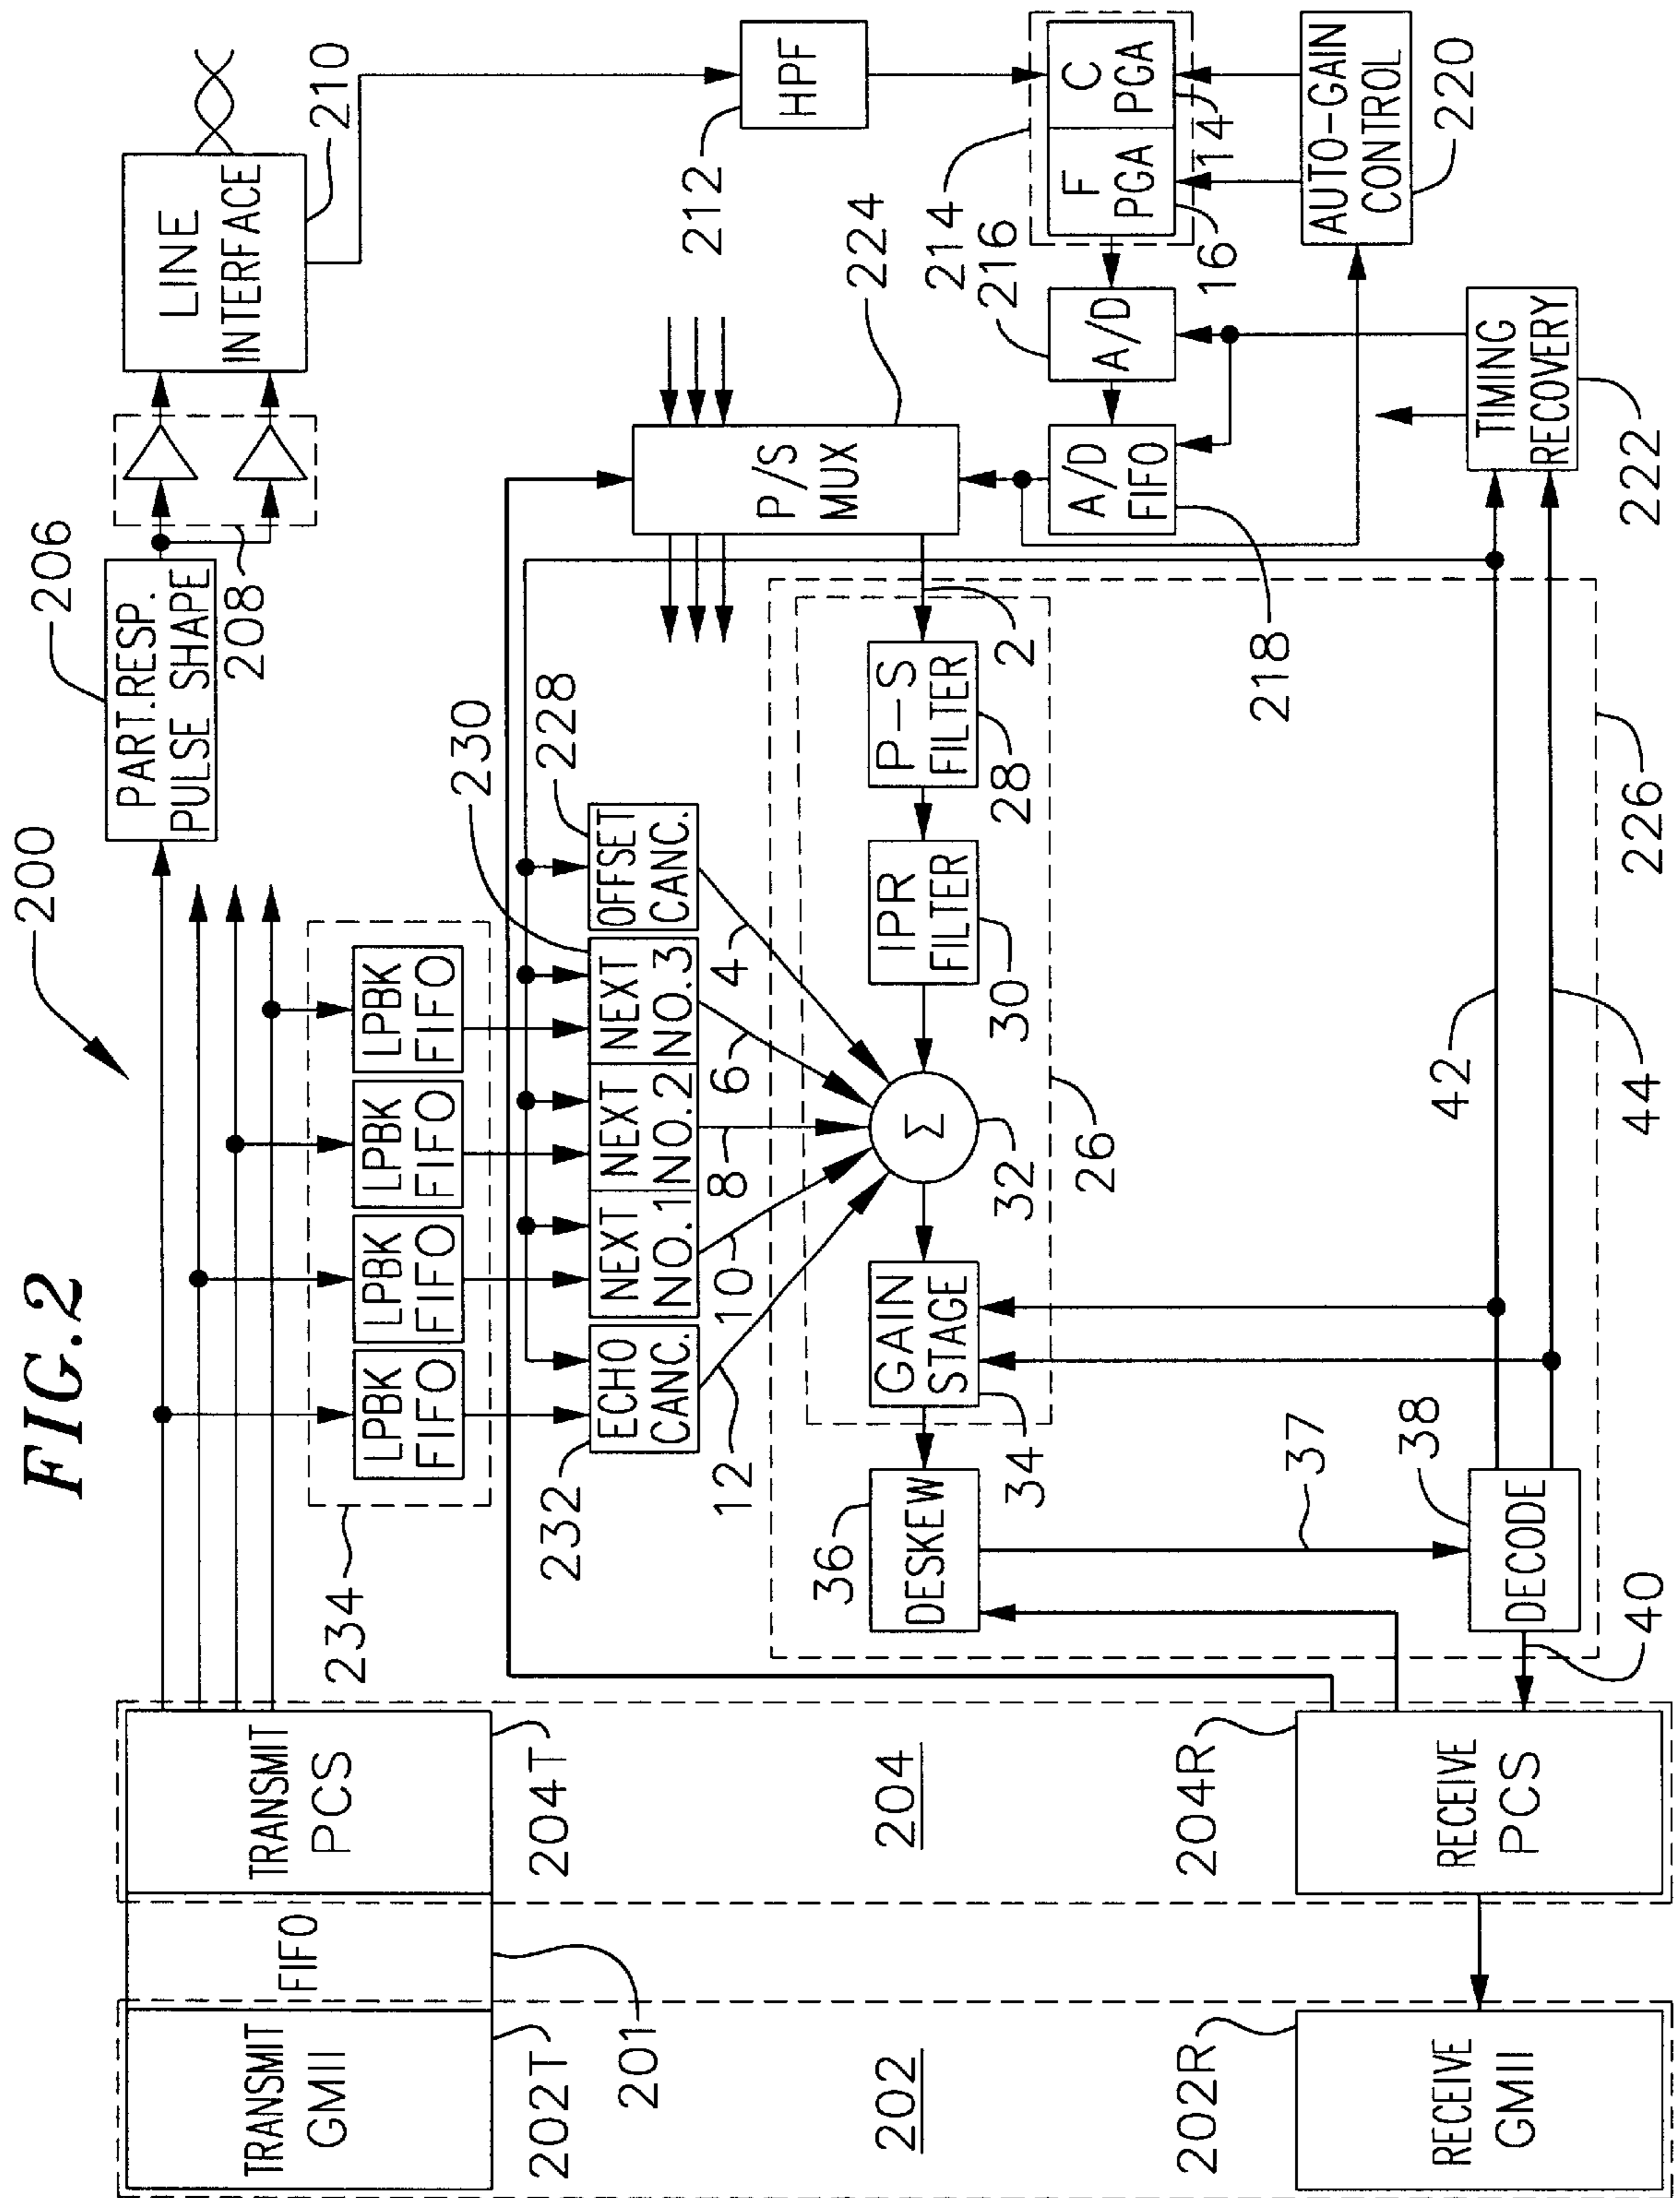 FIG.2
200
TRANSMIT
GMII
202T
FIFO
201
TRANSMIT
PCS
204T
202
204
RECEIVE
GMII
202R
RECEIVE
PCS
204R
PART.RESP.
PULSE SHAPE
206
208
LINE
INTERFACE
210
234
LPBK
FIFO
LPBK
FIFO
LPBK
FIFO
LPBK
FIFO
232
ECHO
CANC.
NEXT
NO.1
NEXT
NO.2
NEXT
NO.3
230
OFFSET
CANC.
228
12
10
8
6
4
HPF
212
P/S
MUX
224
36
DESKEW
GAIN
STAGE
34
Σ
32
IPR
FILTER
30
P-S
FILTER
28
2
26
A/D
FIFO
218
A/D
216
214
F
PGA
16
C
PGA
14
AUTO-GAIN
CONTROL
220
37
DECODE
38
40
42
44
226
TIMING
RECOVERY
222